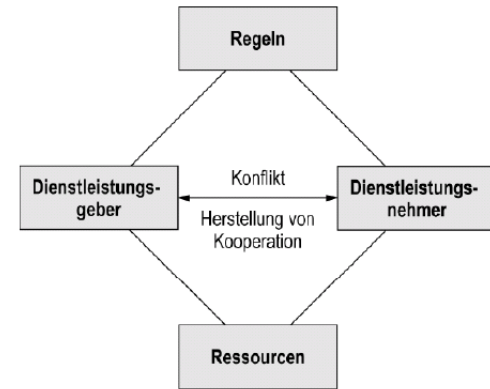 Regeln
Dienstleistungs-
geber
Konflikt
Herstellung von
Kooperation
Dienstleistungs-
nehmer
Ressourcen